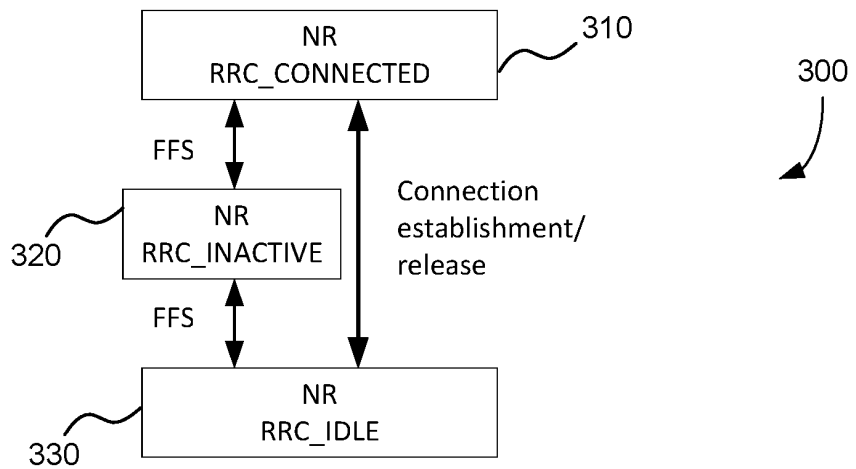 NR
RRC_CONNECTED
310
300
FFS
Connection
establishment/
release
NR
RRC_INACTIVE
320
FFS
NR
RRC_IDLE
330